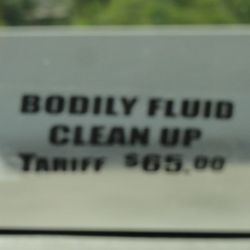 BODILY FLUID
CLEAN UP
TARIFF $65.00